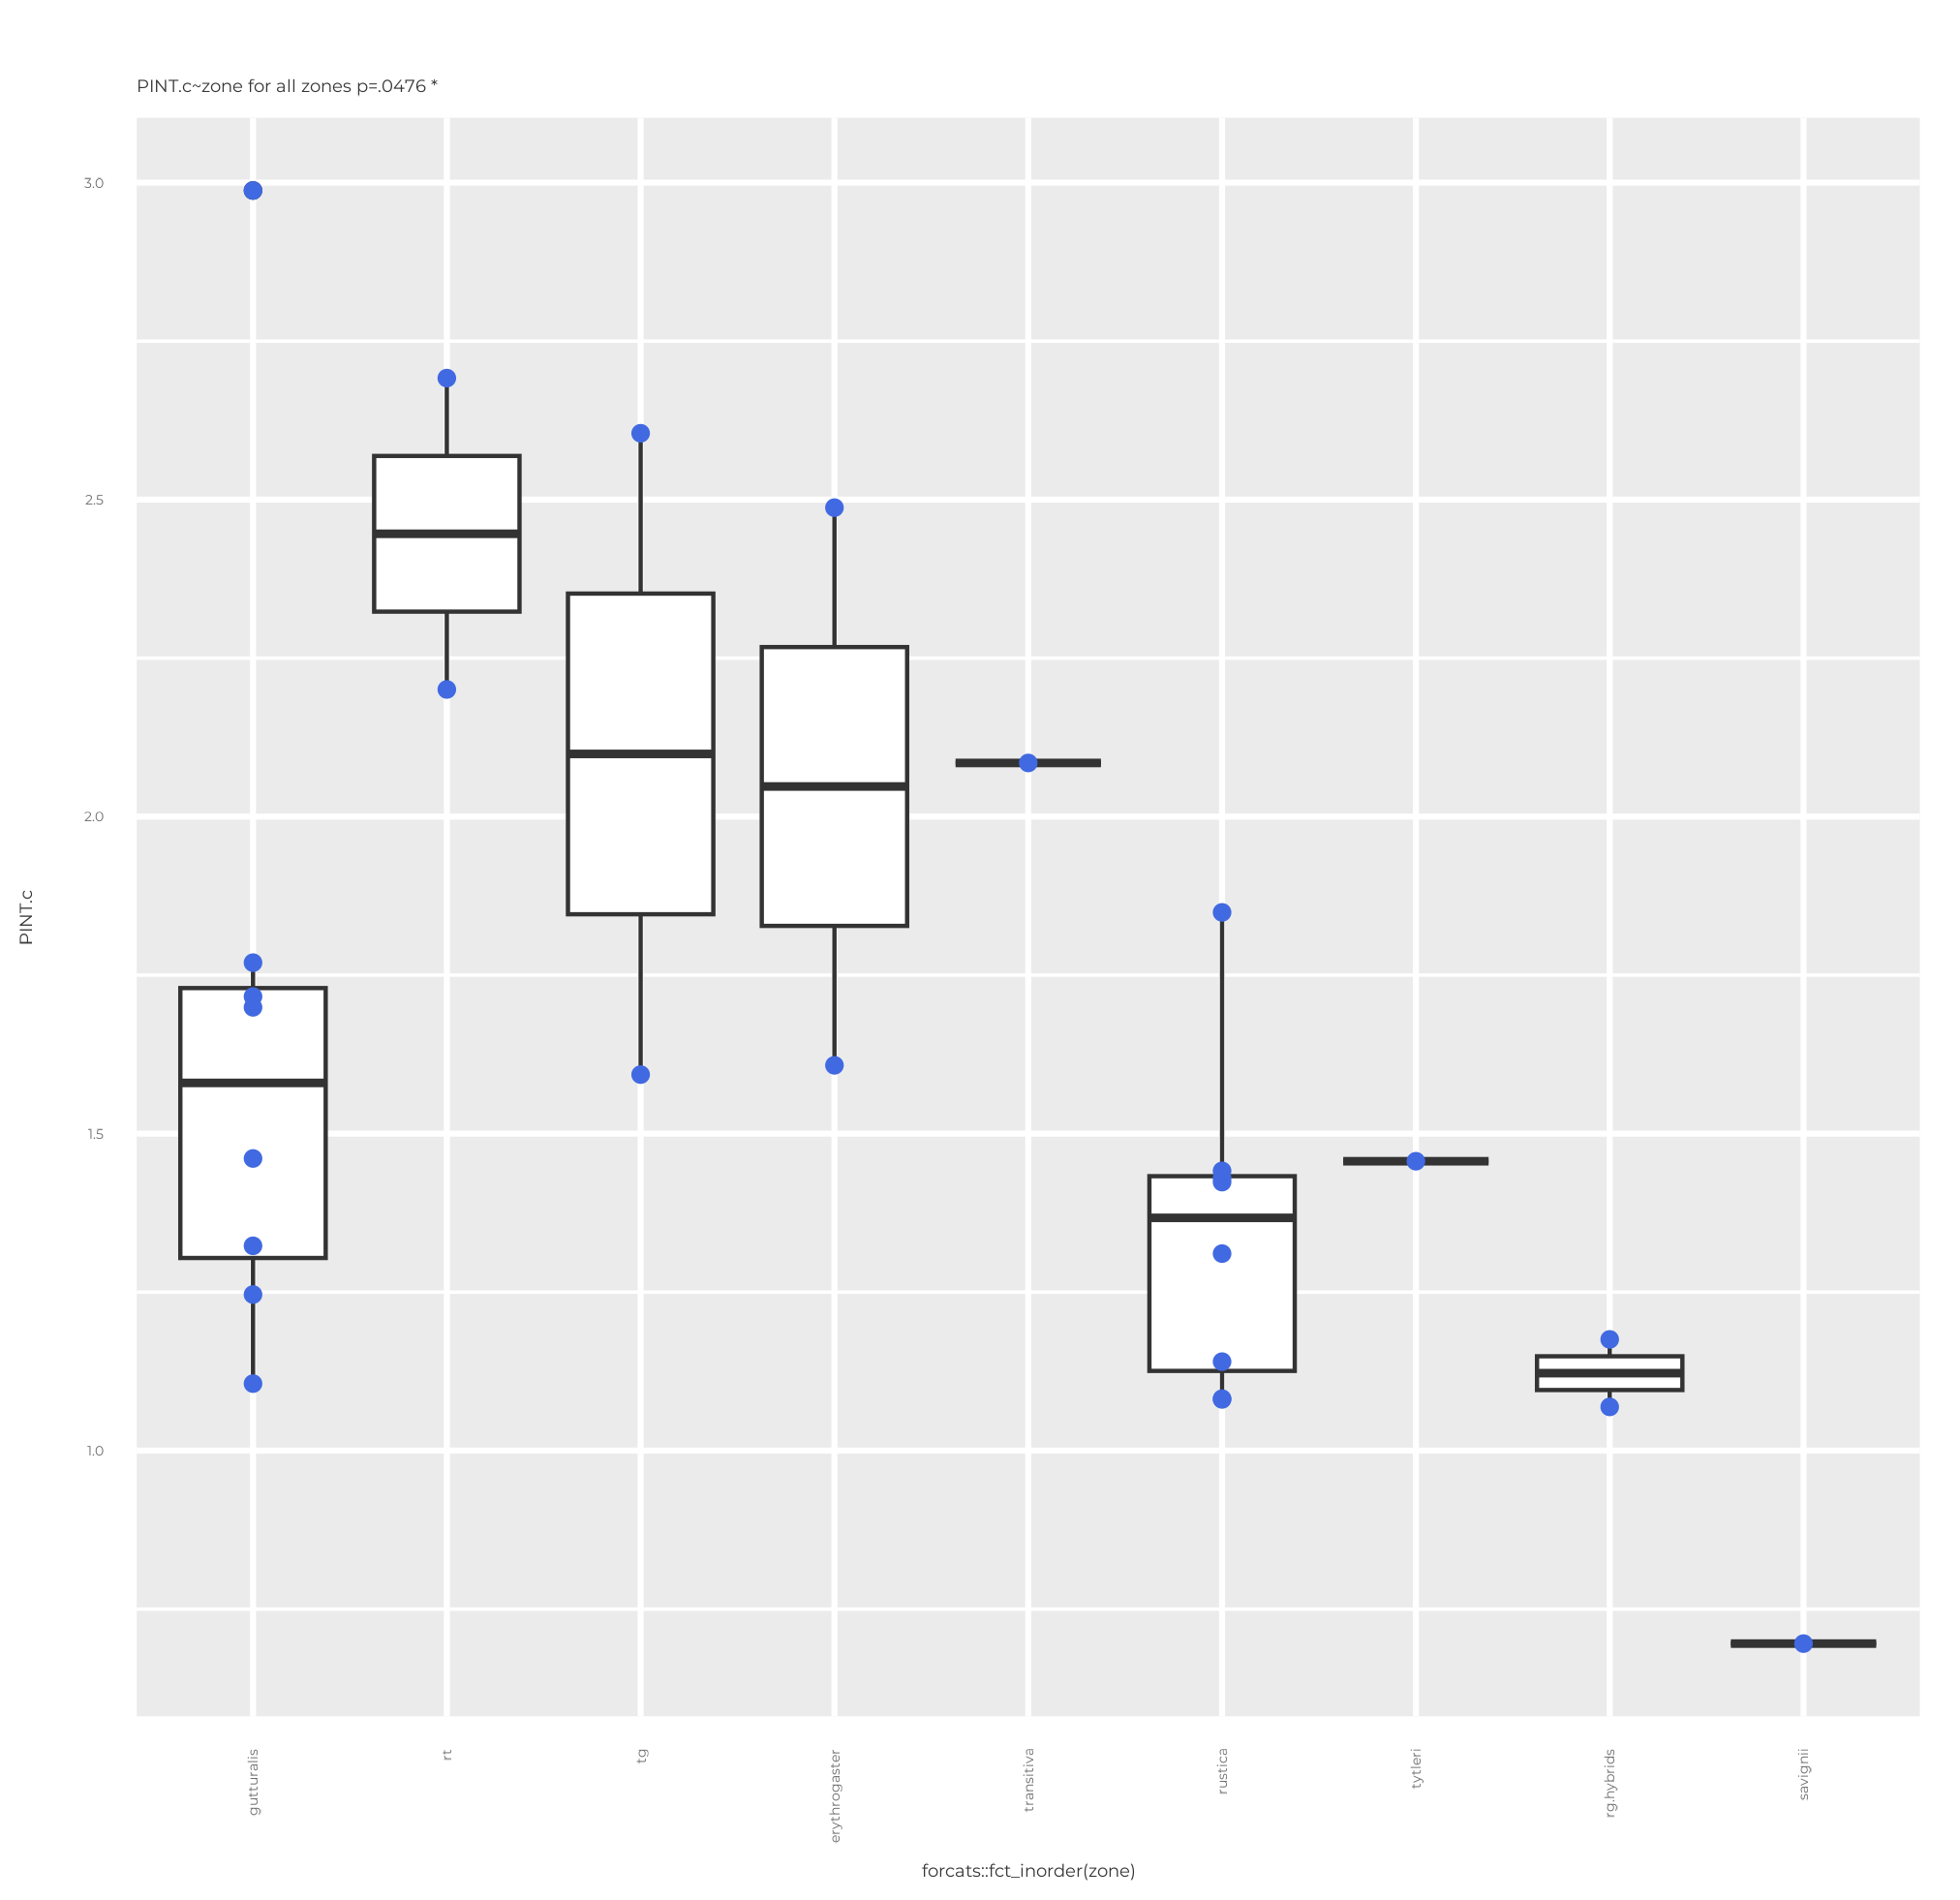 PINT.c~zone for all zones p=.0476 *
PINT.c
3.0
2.5
2.0
1.5
1.0
gutturalis
rt
tg
erythrogaster
transitiva
rustica
tytleri
rg.hybrids
savignii
forcats::fct_inorder(zone)